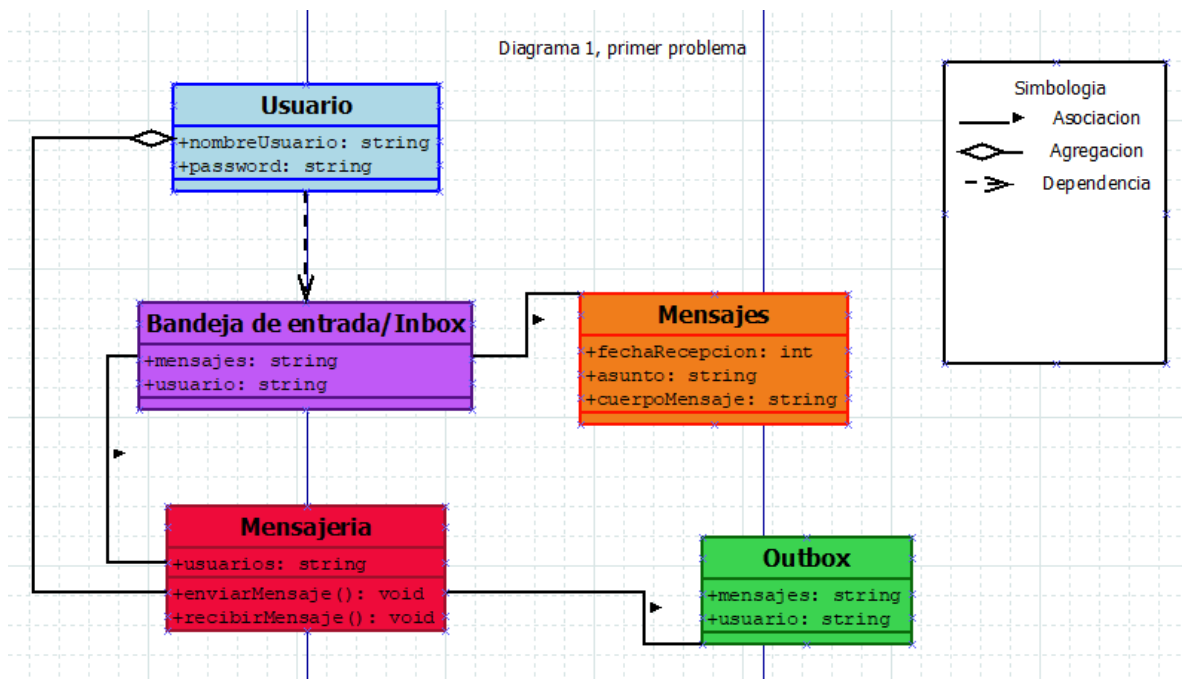 Diagrama 1, primer problema
Usuario
+nombreUsuario: string
+password: string
Simbologia
Asociacion
Agregacion
Dependencia
Bandeja de entrada/Inbox
+mensajes: string
+usuario: string
Mensajes
+fechaRecepcion: int
+asunto: string
+cuerpoMensaje: string
Mensajeria
+usuarios: string
+enviarMensaje(): void
+recibirMensaje(): void
Outbox
+mensajes: string
+usuario: string